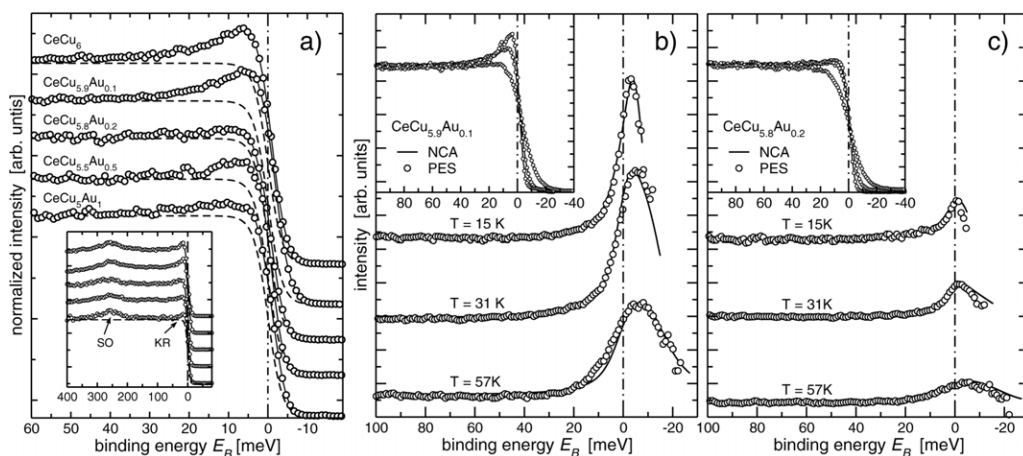 a)
CeCu6
CeCu5.9Au0.1
CeCu5.8Au0.2
CeCu5.5Au0.5
CeCu5Au1
normalized intensity [arb. untis]
SO
KR
400 300 200 100 0
60 50 40 30 20 10 0 -10
binding energy EB [meV]
b)
80 60 40 20 0 -20 -40
CeCu5.9Au0.1
NCA
PES
intensity [arb. units]
T = 15 K
T = 31 K
T = 57K
100 80 60 40 20 0 -20
binding energy EB [meV]
c)
80 60 40 20 0 -20 -40
CeCu5.8Au0.2
NCA
PES
T = 15 K
T = 31K
T = 57K
100 80 60 40 20 0 -20
binding energy EB [meV]